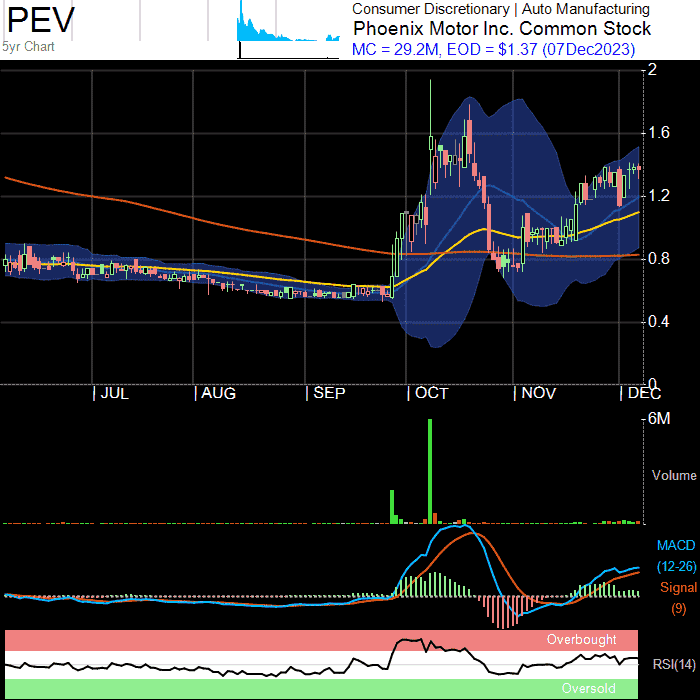 PEV
5yr Chart
Consumer Discretionary | Auto Manufacturing
Phoenix Motor Inc. Common Stock
MC = 29.2M, EOD = $1.37 (07Dec2023)
2
1.6
1.2
0.8
0.4
0
| JUL | AUG | SEP | OCT | NOV | DEC
6M
Volume
MACD
(12-26)
Signal
(9)
Overbought
RSI(14)
Oversold